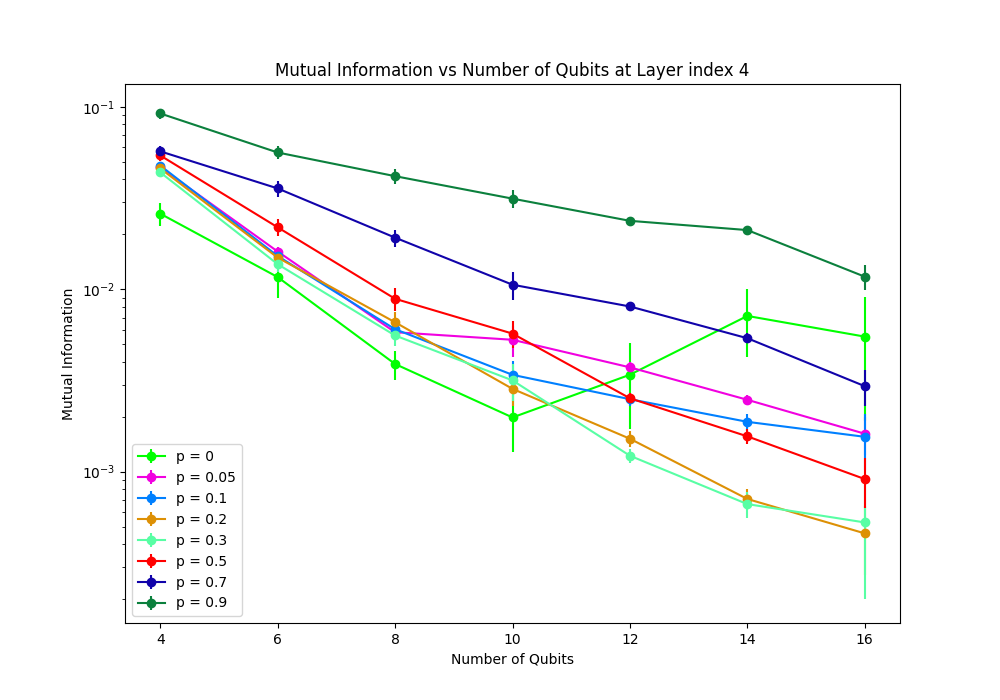 Mutual Information vs Number of Qubits at Layer index 4
Mutual Information
10⁻¹
10⁻²
10⁻³
p = 0
p = 0.05
p = 0.1
p = 0.2
p = 0.3
p = 0.5
p = 0.7
p = 0.9
4 6 8 10 12 14 16
Number of Qubits